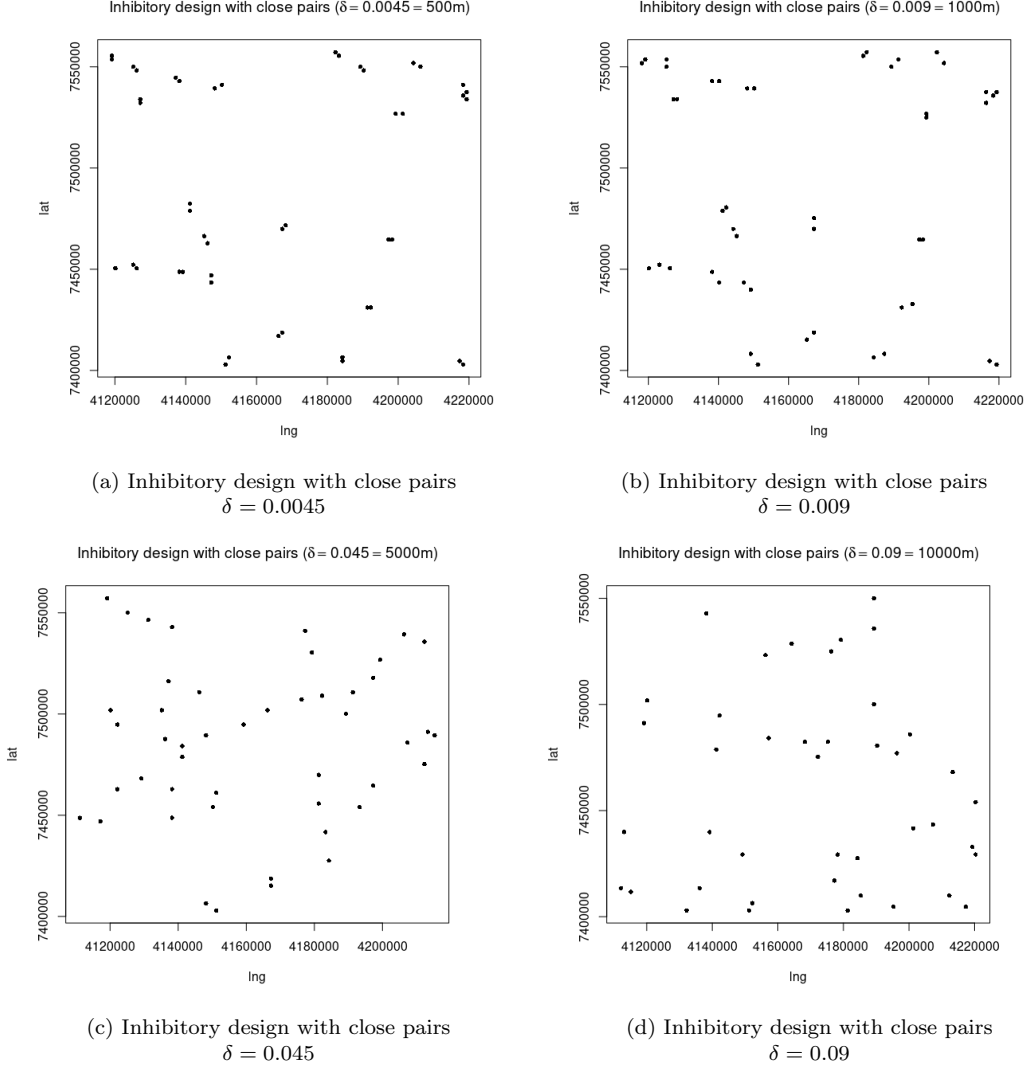 Inhibitory design with close pairs (δ = 0.0045 = 500m)
7550000
7500000
7450000
7400000
lat
4120000 4140000 4160000 4180000 4200000 4220000
lng
(a) Inhibitory design with close pairs
δ = 0.0045
Inhibitory design with close pairs (δ = 0.009 = 1000m)
7550000
7500000
7450000
7400000
lat
4120000 4140000 4160000 4180000 4200000 4220000
lng
(b) Inhibitory design with close pairs
δ = 0.009
Inhibitory design with close pairs (δ = 0.045 = 5000m)
7550000
7500000
7450000
7400000
lat
4120000 4140000 4160000 4180000 4200000
lng
(c) Inhibitory design with close pairs
δ = 0.045
Inhibitory design with close pairs (δ = 0.09 = 10000m)
7550000
7500000
7450000
7400000
lat
4120000 4140000 4160000 4180000 4200000 4220000
lng
(d) Inhibitory design with close pairs
δ = 0.09